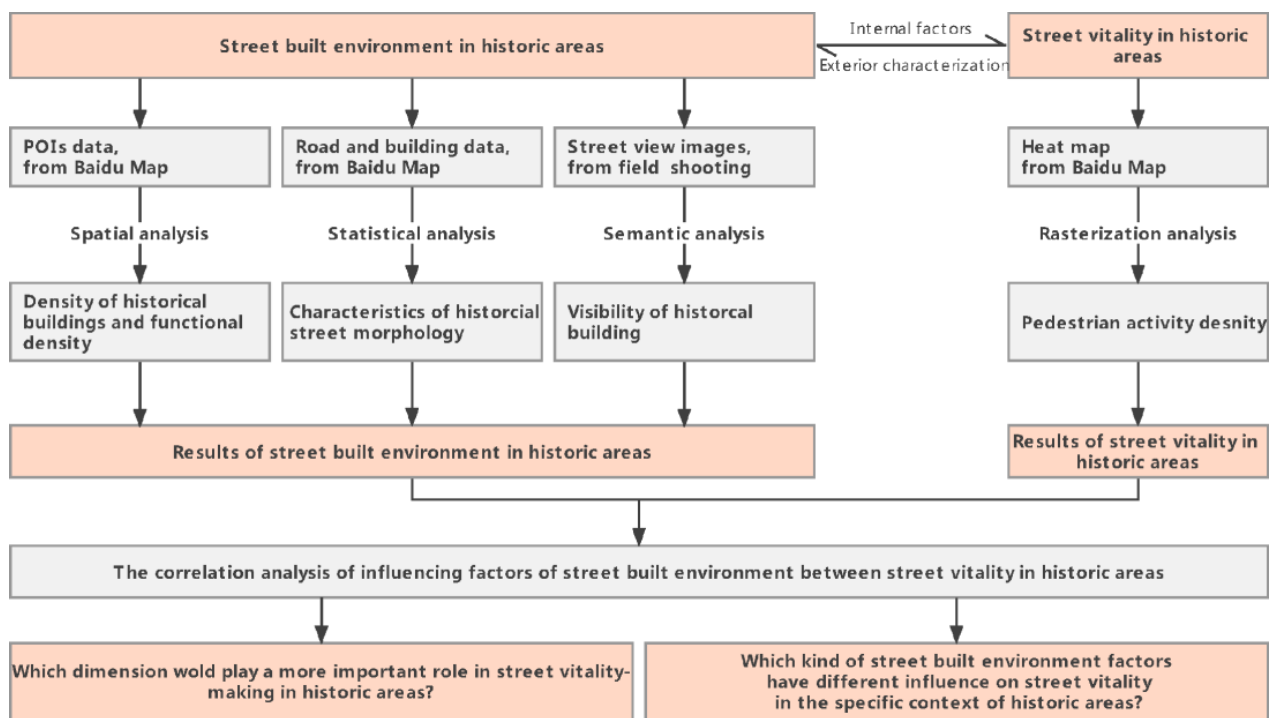 Street built environment in historic areas
Internal factors
Exterior characterization
Street vitality in historic
areas
POIs data,
from Baidu Map
Road and building data,
from Baidu Map
Street view images,
from field shooting
Heat map
from Baidu Map
Spatial analysis
Statistical analysis
Semantic analysis
Rasterization analysis
Density of historical
buildings and functional
density
Characteristics of historcial
street morphology
Visibility of historcal
building
Pedestrian activity desnity
Results of street built environment in historic areas
Results of street vitality in
historic areas
The correlation analysis of influencing factors of street built environment between street vitality in historic areas
Which dimension wold play a more important role in street vitality-
making in historic areas?
Which kind of street built environment factors
have different influence on street vitality
in the specific context of historic areas?